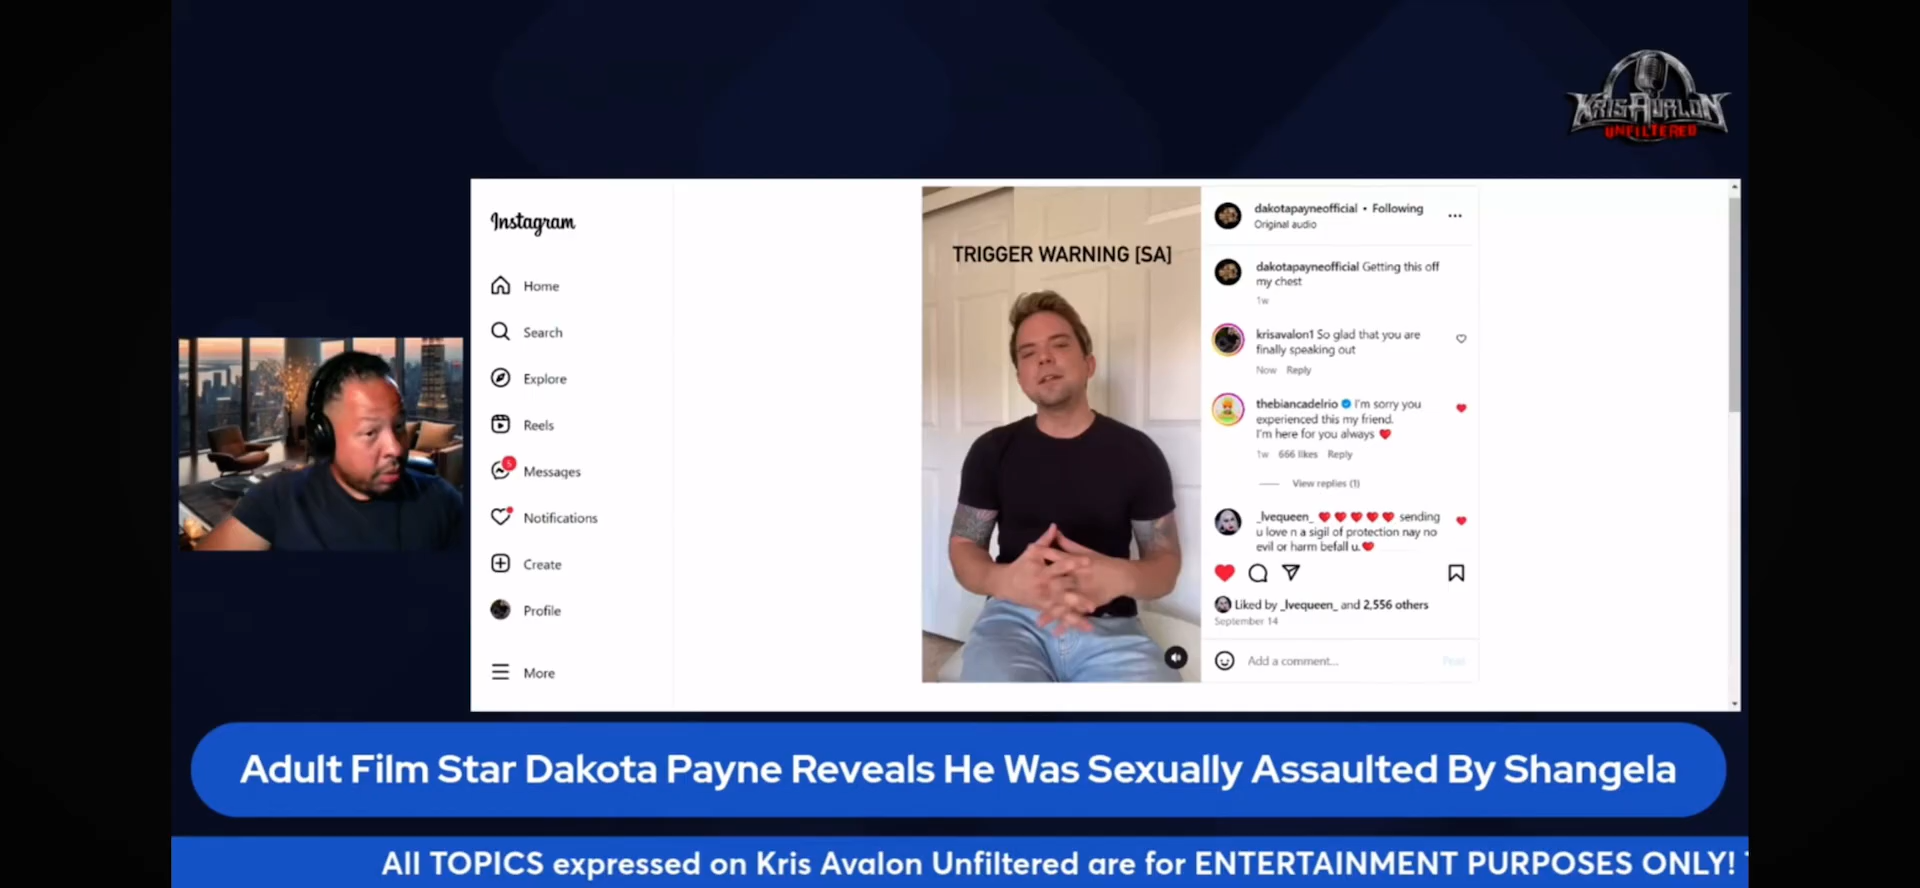 KRIS AVALON
UNFILTERED
Instagram
Home
Search
Explore
Reels
5
Messages
Notifications
Create
Profile
More
TRIGGER WARNING [SA]
dakotapayneofficial • Following
Original audio
dakotapayneofficial Getting this off
my chest
1w
krisavalon1 So glad that you are
finally speaking out
Now Reply
thebiancadelrio I'm sorry you
experienced this my friend.
I'm here for you always ❤️
1w 666 likes Reply
View replies (1)
_lvequeen_ ❤️❤️❤️❤️❤️ sending
u love n a sigil of protection nay no
evil or harm befall u.❤️
Liked by _lvequeen_ and 2,556 others
September 14
Add a comment...
Post
Adult Film Star Dakota Payne Reveals He Was Sexually Assaulted By Shangela
All TOPICS expressed on Kris Avalon Unfiltered are for ENTERTAINMENT PURPOSES ONLY!